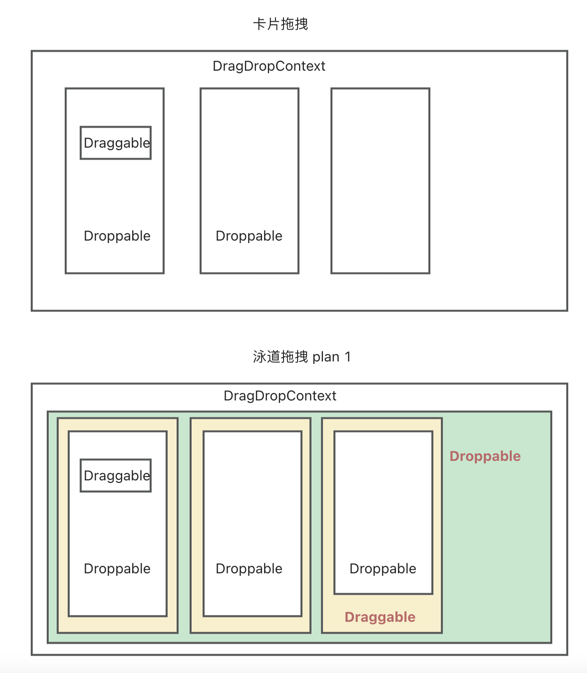 卡片拖拽
DragDropContext
Draggable
Droppable
Droppable
泳道拖拽 plan 1
DragDropContext
Droppable
Draggable
Droppable
Droppable
Droppable
Draggable